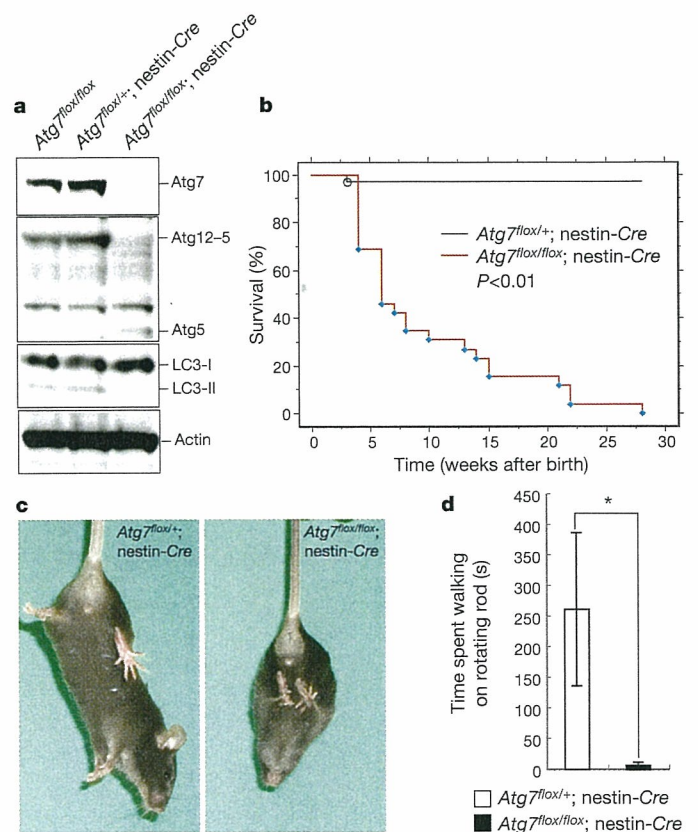 a
Atg7flox/flox
Atg7flox/+; nestin-Cre
Atg7flox/flox; nestin-Cre
Atg7
Atg12–5
Atg5
LC3-I
LC3-II
Actin
b
Survival (%)
100
80
60
40
20
0
Atg7flox/+; nestin-Cre
Atg7flox/flox; nestin-Cre
P<0.01
0 5 10 15 20 25 30
Time (weeks after birth)
c
Atg7flox/+;
nestin-Cre
Atg7flox/flox;
nestin-Cre
d
Time spent walking
on rotating rod (s)
450
400
350
300
250
200
150
100
50
0
*
Atg7flox/+; nestin-Cre
Atg7flox/flox; nestin-Cre